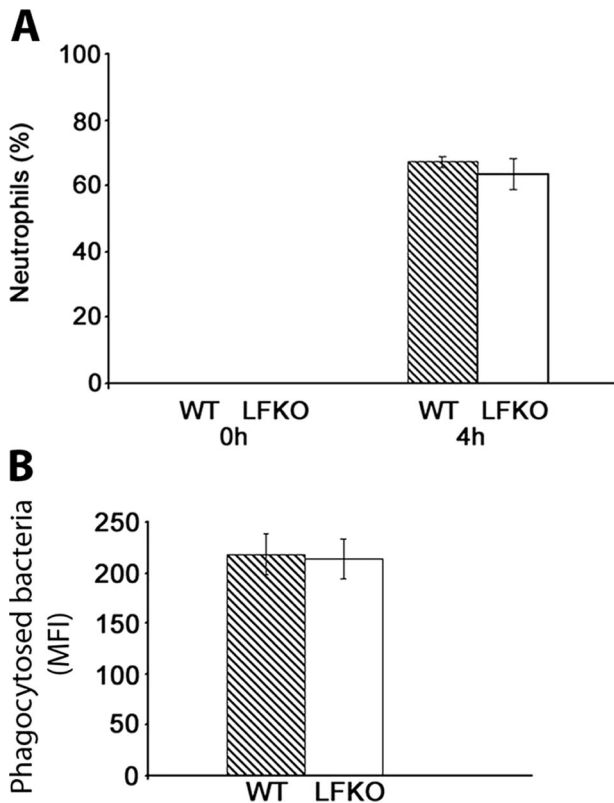 A
Neutrophils (%)
100
80
60
40
20
0
WT LFKO WT LFKO
0h 4h
B
Phagocytosed bacteria
(MFI)
250
200
150
100
50
0
WT LFKO